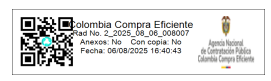 Colombia Compra Eficiente
Rad No. 2_2025_08_06_008007
Anexos: No Con copia: No
Fecha: 06/08/2025 16:40:43
Agencia Nacional
de Contratación Pública
Colombia Compra Eficiente